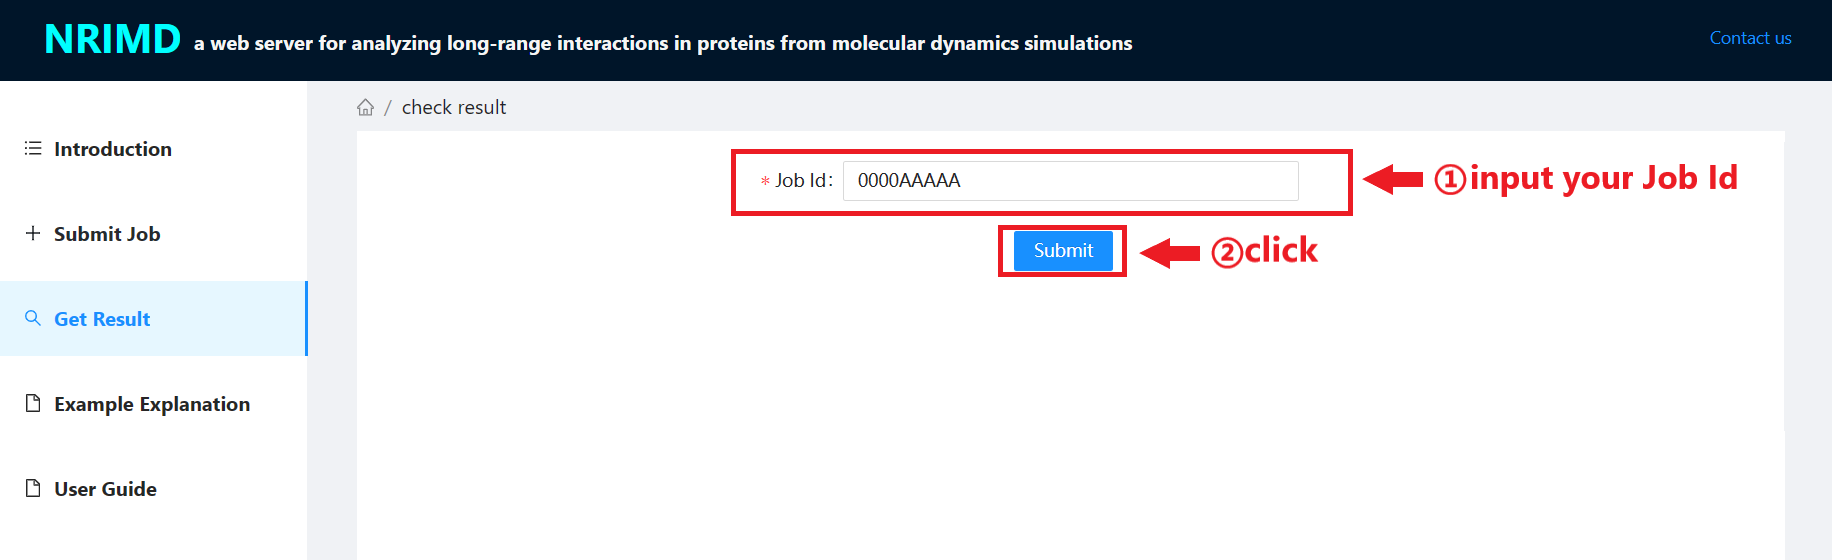 NRIMD a web server for analyzing long-range interactions in proteins from molecular dynamics simulations
Contact us
/ check result
Introduction
Submit Job
Get Result
Example Explanation
User Guide
* Job Id: 0000AAAAA
①input your Job Id
Submit
②click